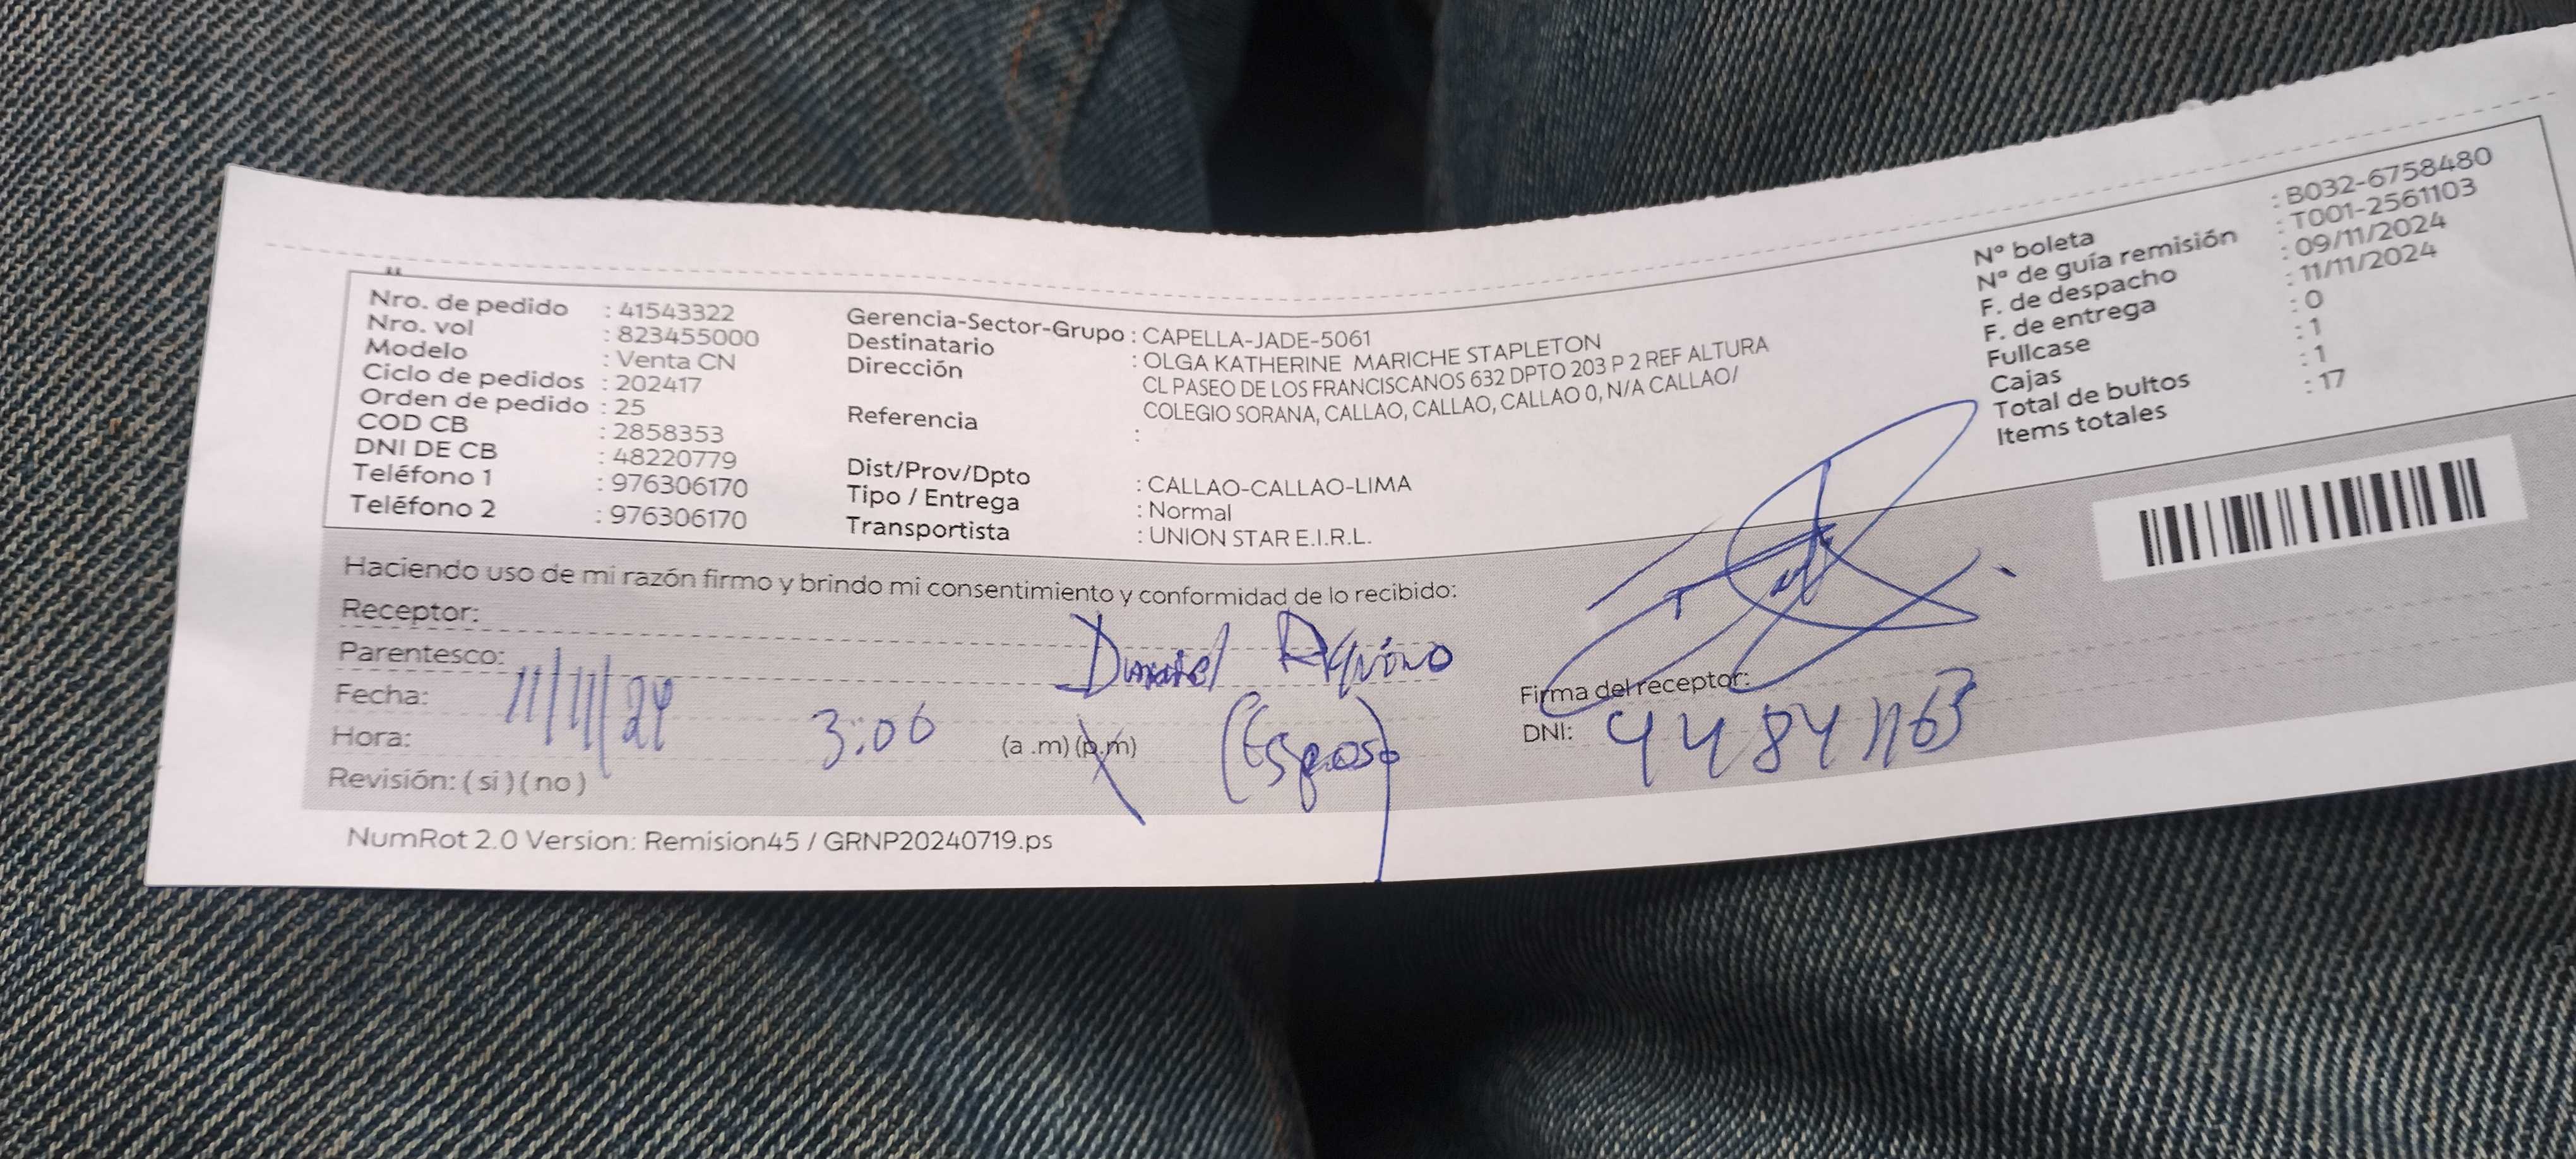 Nro. de pedido : 41543322
Nro. vol : 823455000
Modelo : Venta CN
Ciclo de pedidos : 202417
Orden de pedido : 25
COD CB : 2858353
DNI DE CB : 48220779
Teléfono 1 : 976306170
Teléfono 2 : 976306170
Gerencia-Sector-Grupo : CAPELLA-JADE-5061
Destinatario : OLGA KATHERINE MARICHE STAPLETON
Dirección CL PASEO DE LOS FRANCISCANOS 632 DPTO 203 P 2 REF ALTURA
COLEGIO SORANA, CALLAO, CALLAO, CALLAO 0, N/A CALLAO/
Referencia :
Dist/Prov/Dpto : CALLAO-CALLAO-LIMA
Tipo / Entrega : Normal
Transportista : UNION STAR E.I.R.L.
N° boleta : B032-6758480
N° de guía remisión : T001-2561103
F. de despacho : 09/11/2024
F. de entrega : 11/11/2024
Fullcase : 0
Cajas : 1
Total de bultos : 1
Items totales : 17
Haciendo uso de mi razón firmo y brindo mi consentimiento y conformidad de lo recibido:
Receptor:
Aquino
Parentesco:
(Esposo)
Fecha: 11/11/24
Hora: 3:00 (a .m) (p.m)
Revisión: ( si ) ( no )
Firma del receptor:
DNI:
NumRot 2.0 Version: Remision45 / GRNP20240719.ps